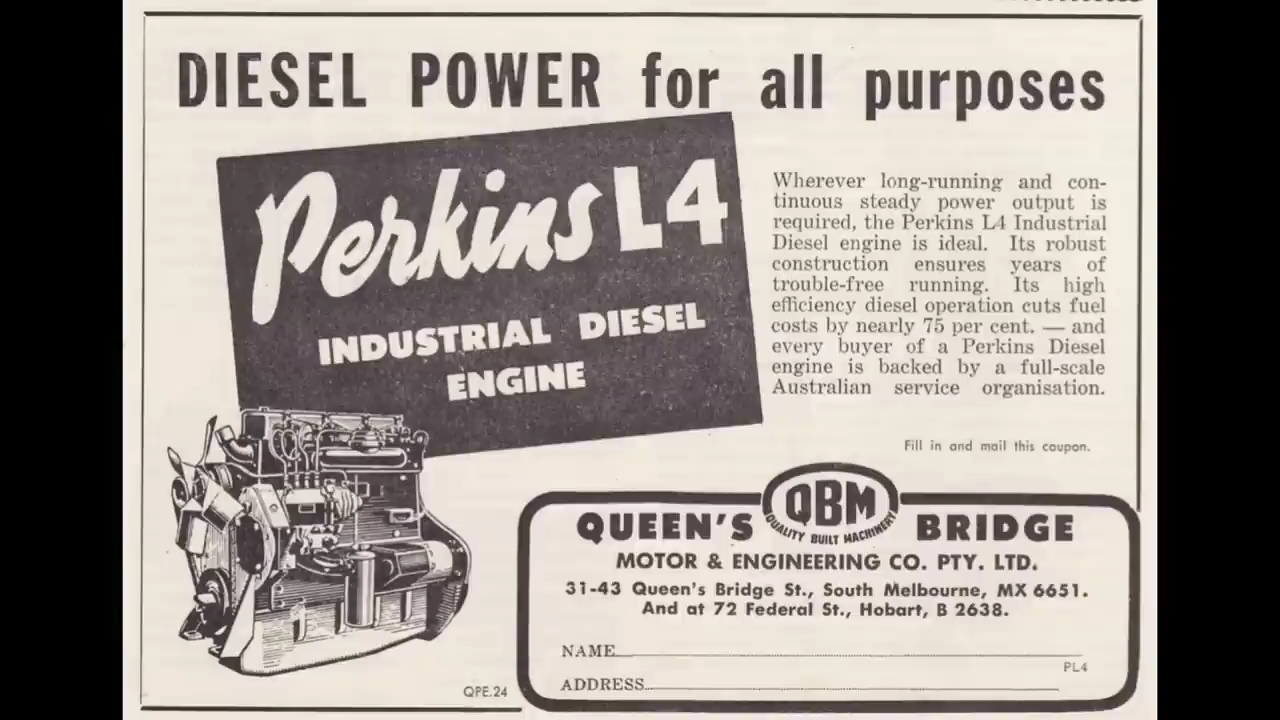 DIESEL POWER for all purposes
Perkins L4
INDUSTRIAL DIESEL
ENGINE
Wherever long-running and con-
tinuous steady power output is
required, the Perkins L4 Industrial
Diesel engine is ideal. Its robust
construction ensures years of
trouble-free running. Its high
efficiency diesel operation cuts fuel
costs by nearly 75 per cent. — and
every buyer of a Perkins Diesel
engine is backed by a full-scale
Australian service organisation.
Fill in and mail this coupon.
QBM
QUALITY BUILT MACHINERY
QUEEN'S BRIDGE
MOTOR & ENGINEERING CO. PTY. LTD.
31-43 Queen's Bridge St., South Melbourne, MX 6651.
And at 72 Federal St., Hobart, B 2638.
NAME
PL4
ADDRESS
QPE.24